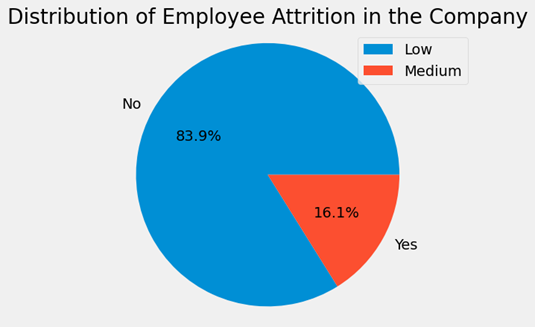 Distribution of Employee Attrition in the Company
Low
Medium
No
83.9%
16.1%
Yes